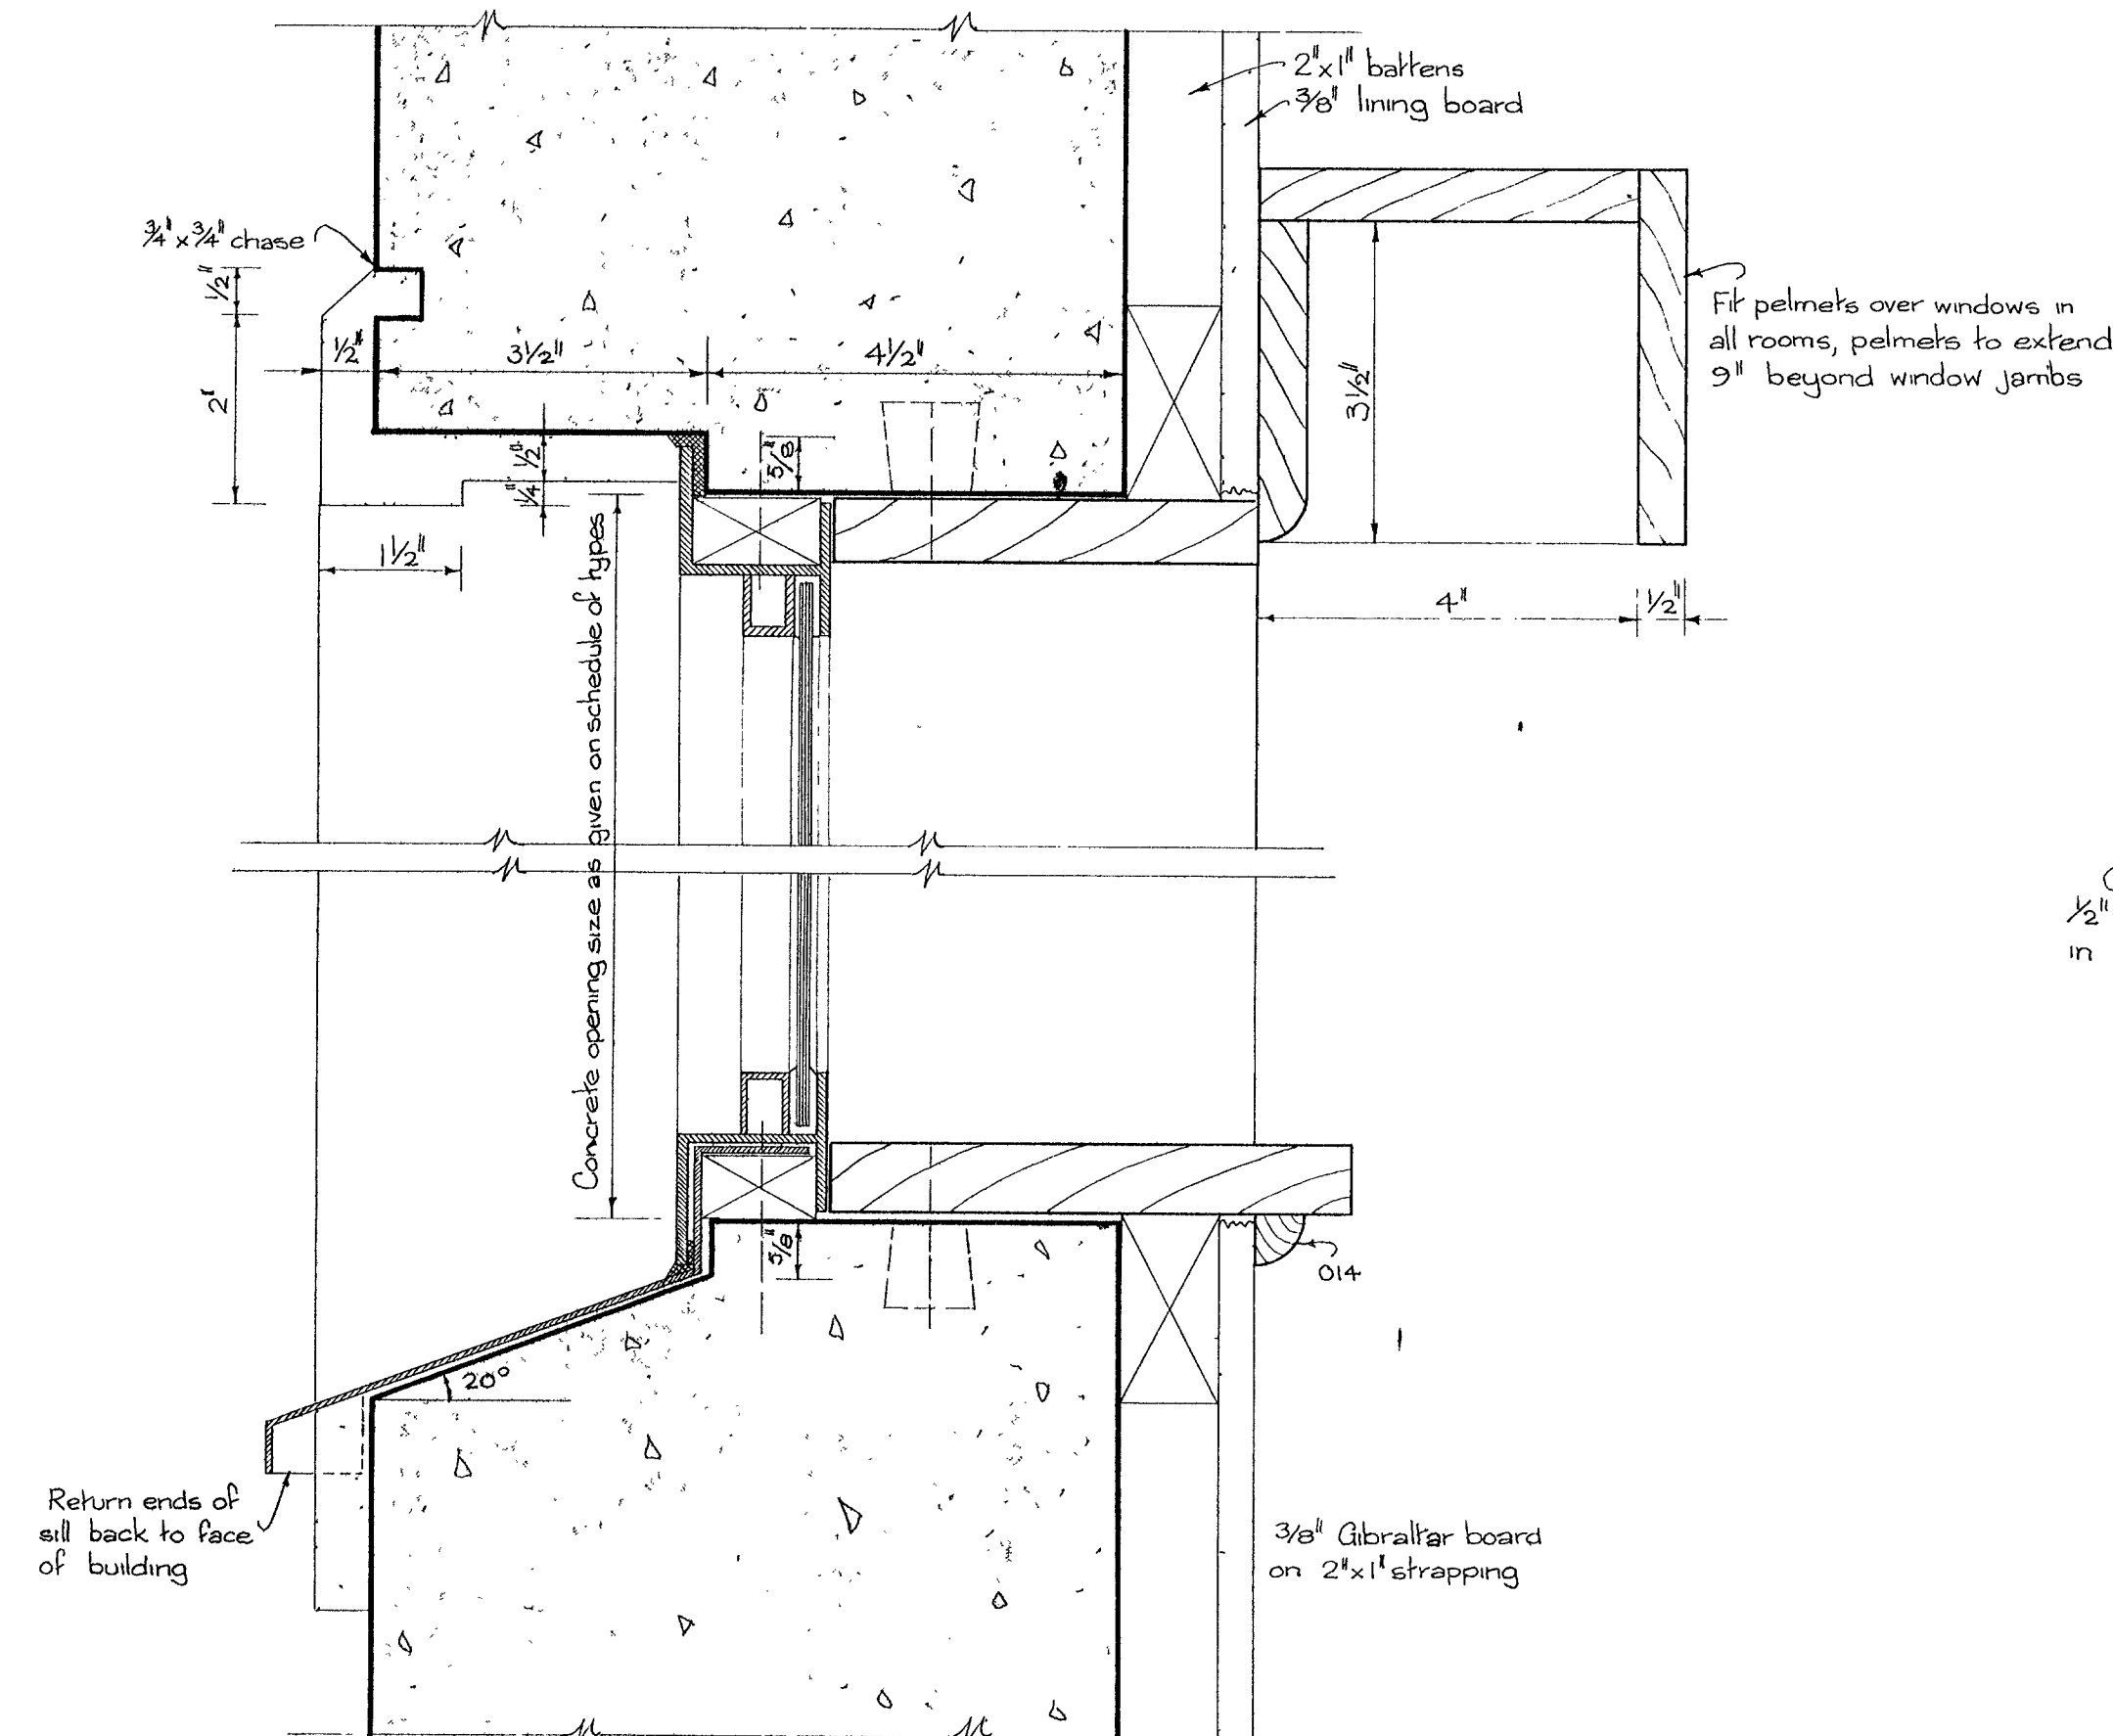 2"x1" battens
3/8" lining board
3/4" x 3/4" chase
1/2"
2"
1/2"
3 1/2"
4 1/2"
Fit pelmets over windows in
all rooms, pelmets to extend
9" beyond window jambs
3 1/2"
1/2"
1/4"
5/8"
1 1/2"
4"
1/2"
Concrete opening size as given on schedule of types
1/2"
in
5/8"
014
20°
Return ends of
sill back to face
of building
3/8" Gibraltar board
on 2"x1" strapping